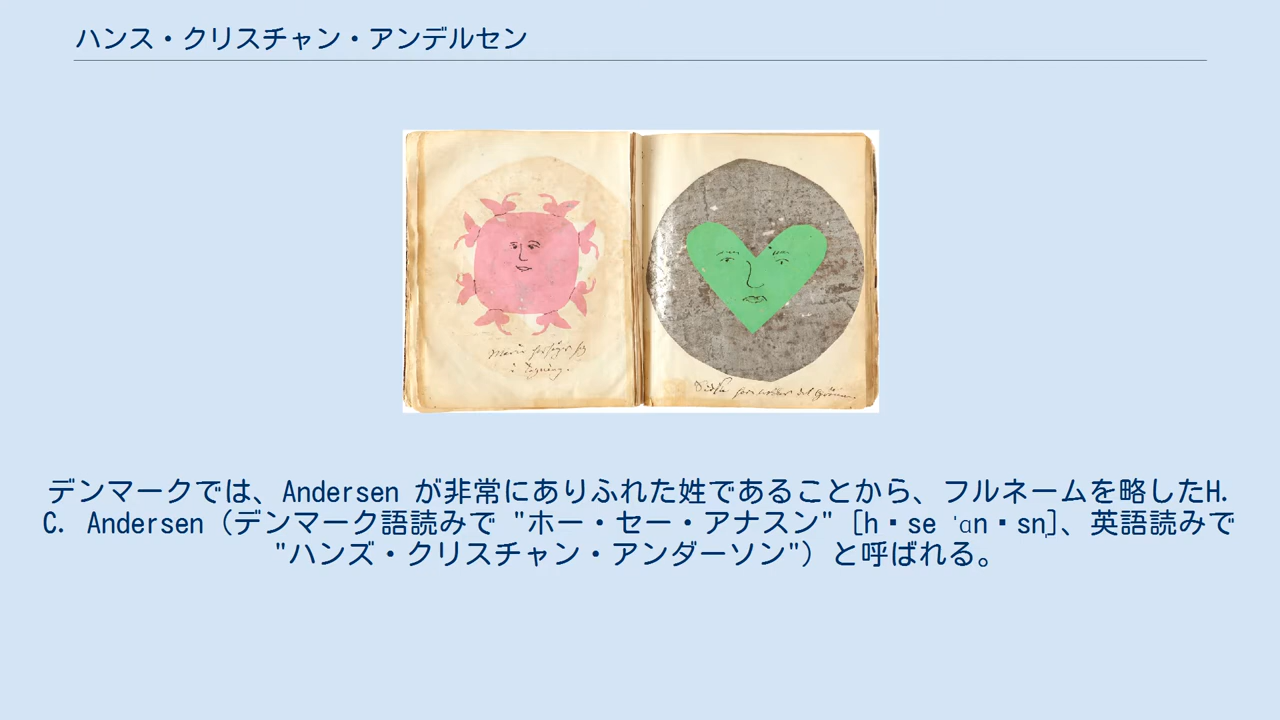 ハンス・クリスチャン・アンデルセン
デンマークでは、Andersen が非常にありふれた姓であることから、フルネームを略したH.
C. Andersen（デンマーク語読みで "ホー・セー・アナスン" [h▪se ˈɑn▪sn̩]、英語読みで
"ハンズ・クリスチャン・アンダーソン"）と呼ばれる。